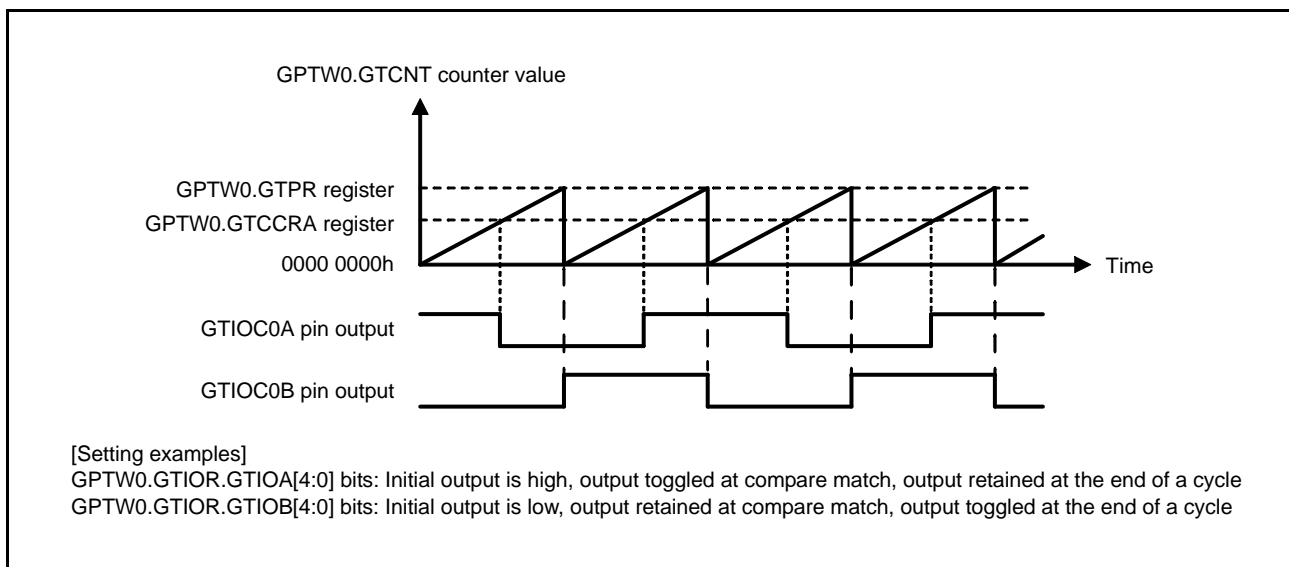 GPTW0.GTCNT counter value
GPTW0.GTPR register
GPTW0.GTCCRA register
0000 0000h
Time
GTIOC0A pin output
GTIOC0B pin output
[Setting examples]
GPTW0.GTIOR.GTIOA[4:0] bits: Initial output is high, output toggled at compare match, output retained at the end of a cycle
GPTW0.GTIOR.GTIOB[4:0] bits: Initial output is low, output retained at compare match, output toggled at the end of a cycle